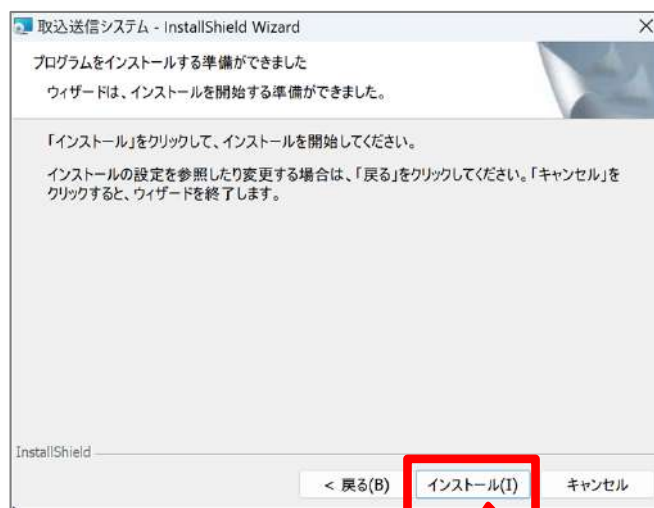 取込送信システム - InstallShield Wizard
プログラムをインストールする準備ができました
ウィザードは、インストールを開始する準備ができました。
「インストール」をクリックして、インストールを開始してください。
インストールの設定を参照したり変更する場合は、「戻る」をクリックしてください。「キャンセル」を
クリックすると、ウィザードを終了します。
InstallShield
< 戻る(B)
インストール(I)
キャンセル